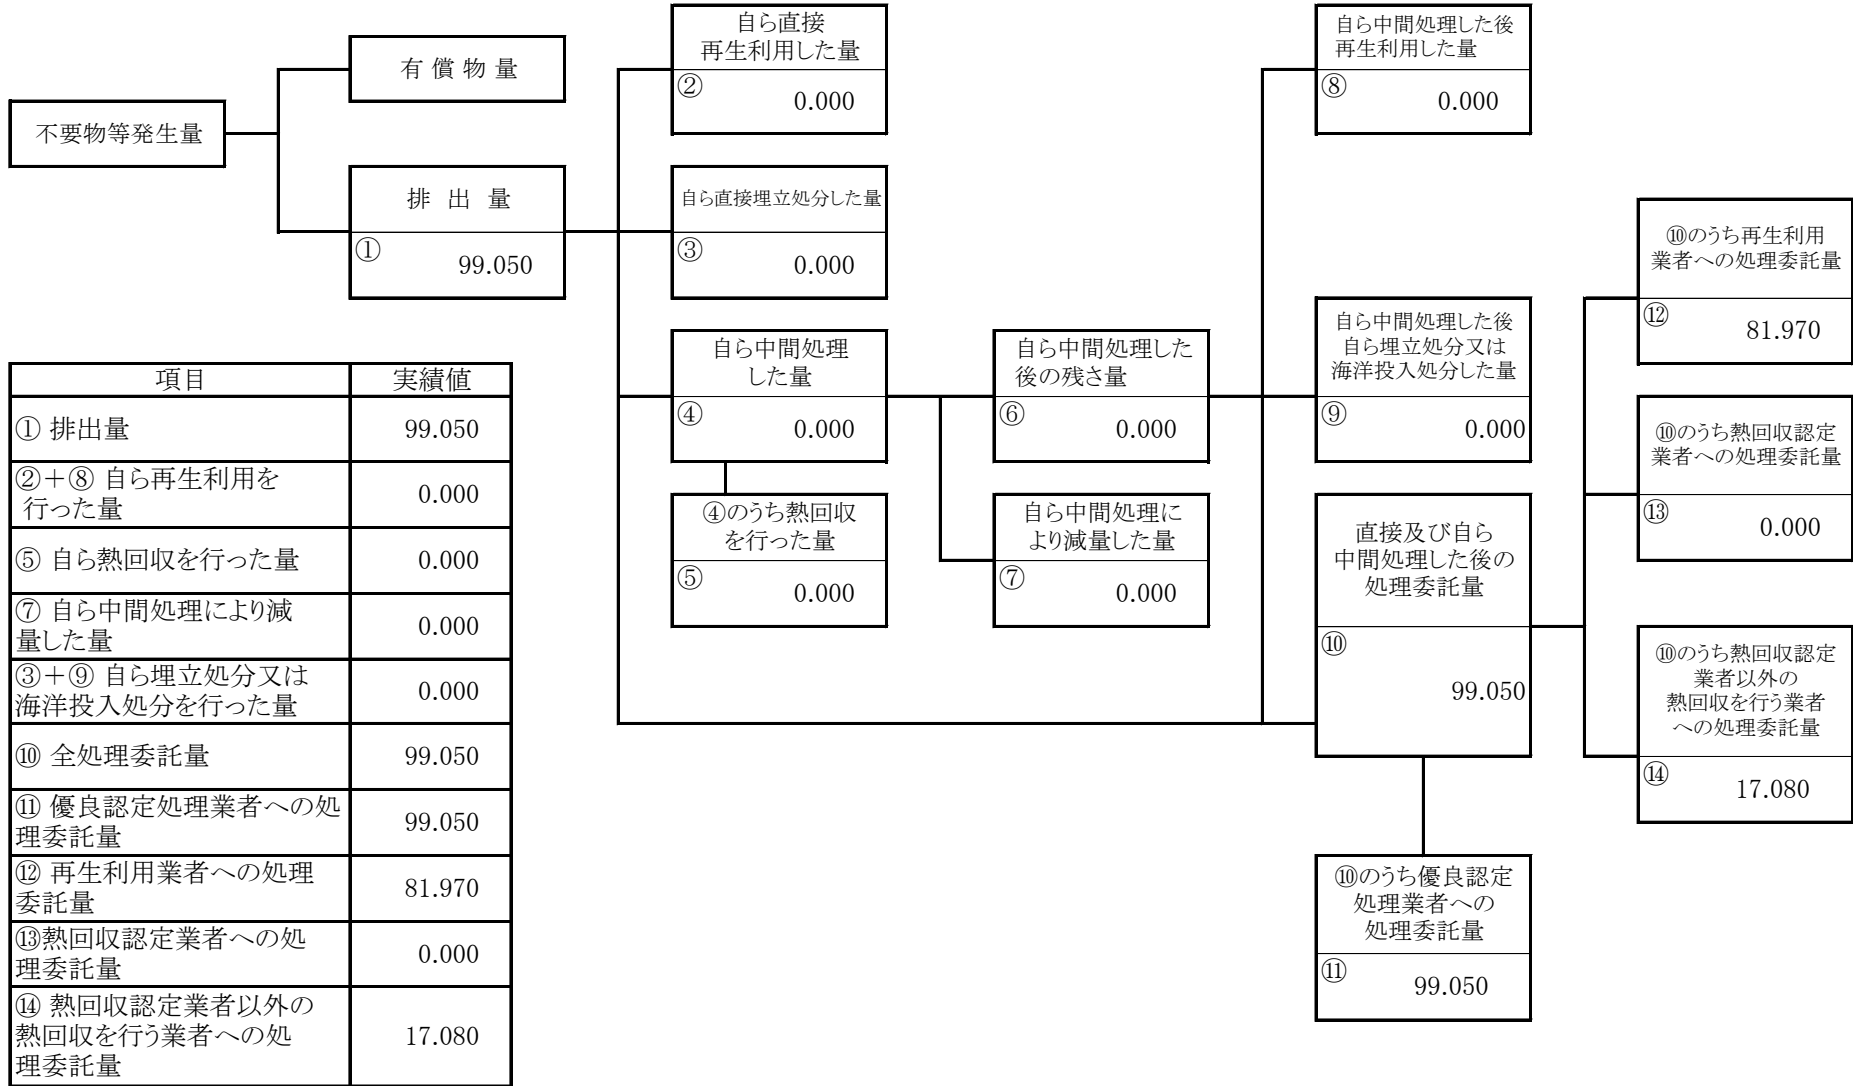 不要物等発生量
有 償 物 量
排 出 量
①
99.050
自ら直接
再生利用した量
②
0.000
自ら直接埋立処分した量
③
0.000
自ら中間処理
した量
④
0.000
④のうち熱回収
を行った量
⑤
0.000
自ら中間処理した
後の残さ量
⑥
0.000
自ら中間処理に
より減量した量
⑦
0.000
自ら中間処理した後
再生利用した量
⑧
0.000
自ら中間処理した後
自ら埋立処分又は
海洋投入処分した量
⑨
0.000
直接及び自ら
中間処理した後の
処理委託量
⑩
99.050
⑩のうち優良認定
処理業者への
処理委託量
⑪
99.050
⑩のうち再生利用
業者への処理委託量
⑫
81.970
⑩のうち熱回収認定
業者への処理委託量
⑬
0.000
⑩のうち熱回収認定
業者以外の
熱回収を行う業者
への処理委託量
⑭
17.080
項目 実績値
① 排出量 99.050
②+⑧ 自ら再生利用を
行った量 0.000
⑤ 自ら熱回収を行った量 0.000
⑦ 自ら中間処理により減
量した量 0.000
③+⑨ 自ら埋立処分又は
海洋投入処分を行った量 0.000
⑩ 全処理委託量 99.050
⑪ 優良認定処理業者への処
理委託量 99.050
⑫ 再生利用業者への処理
委託量 81.970
⑬熱回収認定業者への処
理委託量 0.000
⑭ 熱回収認定業者以外の
熱回収を行う業者への処
理委託量 17.080